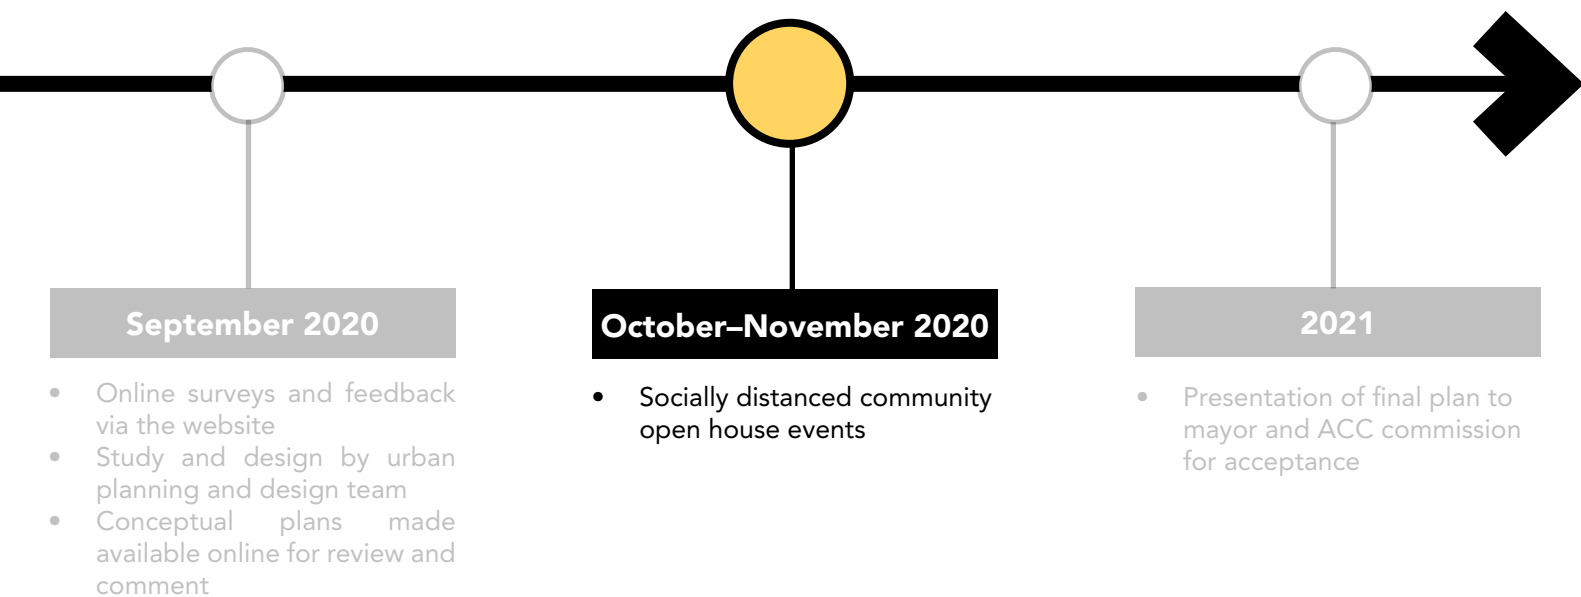 September 2020
• Online surveys and feedback
via the website
• Study and design by urban
planning and design team
• Conceptual plans made
available online for review and
comment
October–November 2020
• Socially distanced community
open house events
2021
• Presentation of final plan to
mayor and ACC commission
for acceptance